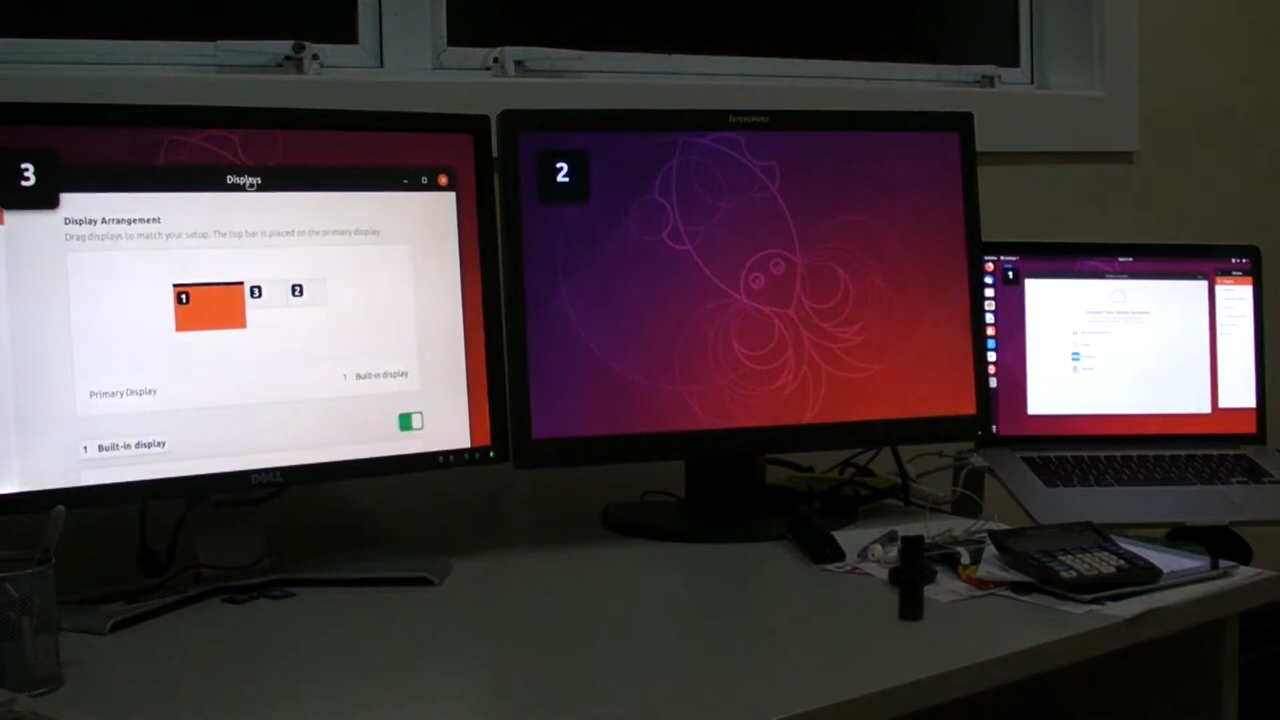 lenovo
3
Displays
Display Arrangement
Drag displays to match your setup. The top bar is placed on the primary display.
1
3
2
Primary Display
1 Built-in display
1 Built-in display
DELL
2
1